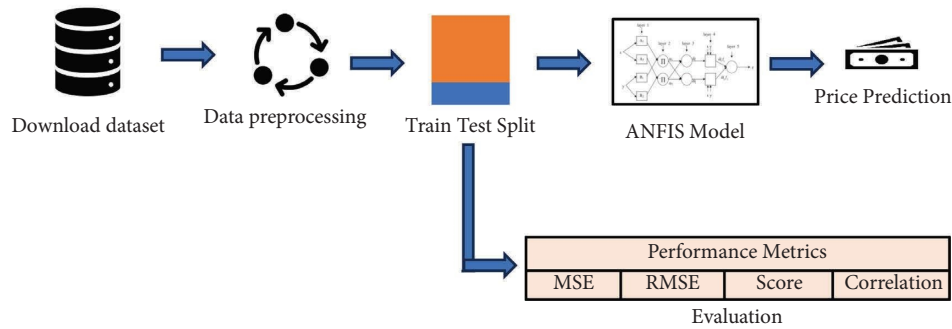 Download dataset
Data preprocessing
Train Test Split
ANFIS Model
Price Prediction
Performance Metrics
MSE RMSE Score Correlation
Evaluation